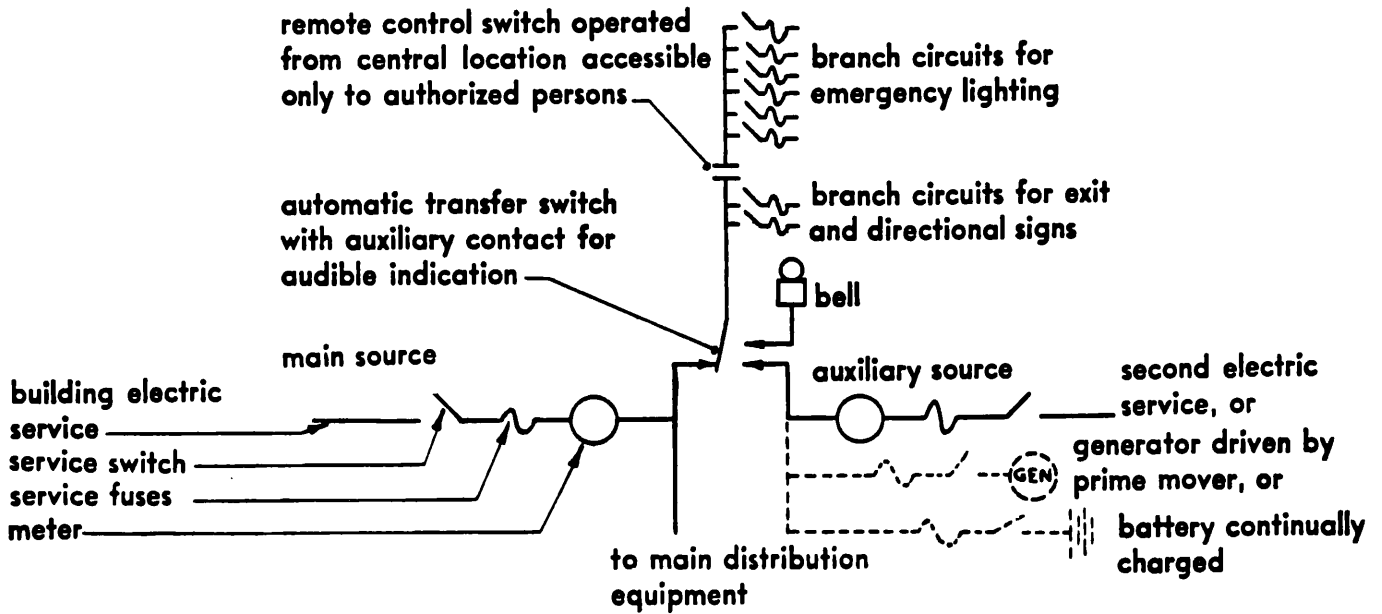 remote control switch operated
from central location accessible
only to authorized persons
branch circuits for
emergency lighting
automatic transfer switch
with auxiliary contact for
audible indication
branch circuits for exit
and directional signs
bell
main source
building electric
service
service switch
service fuses
meter
auxiliary source
second electric
service, or
generator driven by
prime mover, or
GEN
battery continually
charged
to main distribution
equipment